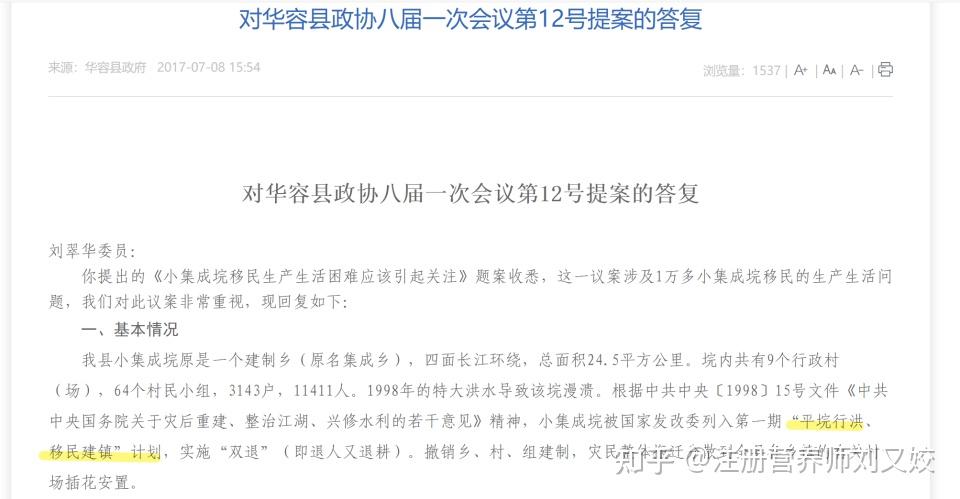 对华容县政协八届一次会议第12号提案的答复
来源：华容县政府 2017-07-08 15:54
浏览量：1537 | A+ | AA | A- |
对华容县政协八届一次会议第12号提案的答复
刘翠华委员：
你提出的《小集成垸移民生产生活困难应该引起关注》题案收悉，这一议案涉及1万多小集成垸移民的生产生活问
题，我们对此议案非常重视，现回复如下：
一、基本情况
我县小集成垸原是一个建制乡（原名集成乡），四面长江环绕，总面积24.5平方公里。垸内共有9个行政村
（场），64个村民小组，3143户，11411人。1998年的特大洪水导致该垸漫溃。根据中共中央〔1998〕15号文件《中共
中央国务院关于灾后重建、整治江湖、兴修水利的若干意见》精神，小集成垸被国家发改委列入第一期“平垸行洪、
移民建镇”计划，实施“双退”（即退人又退耕）。撤销乡、村、组建制，灾民
场插花安置。
知乎 @注册营养师刘又姣